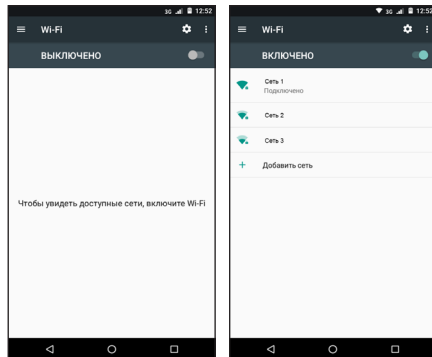 3G 12:52
Wi-Fi
ВЫКЛЮЧЕНО
Чтобы увидеть доступные сети, включите Wi-Fi
3G 12:52
Wi-Fi
ВКЛЮЧЕНО
Сеть 1
Подключено
Сеть 2
Сеть 3
+ Добавить сеть